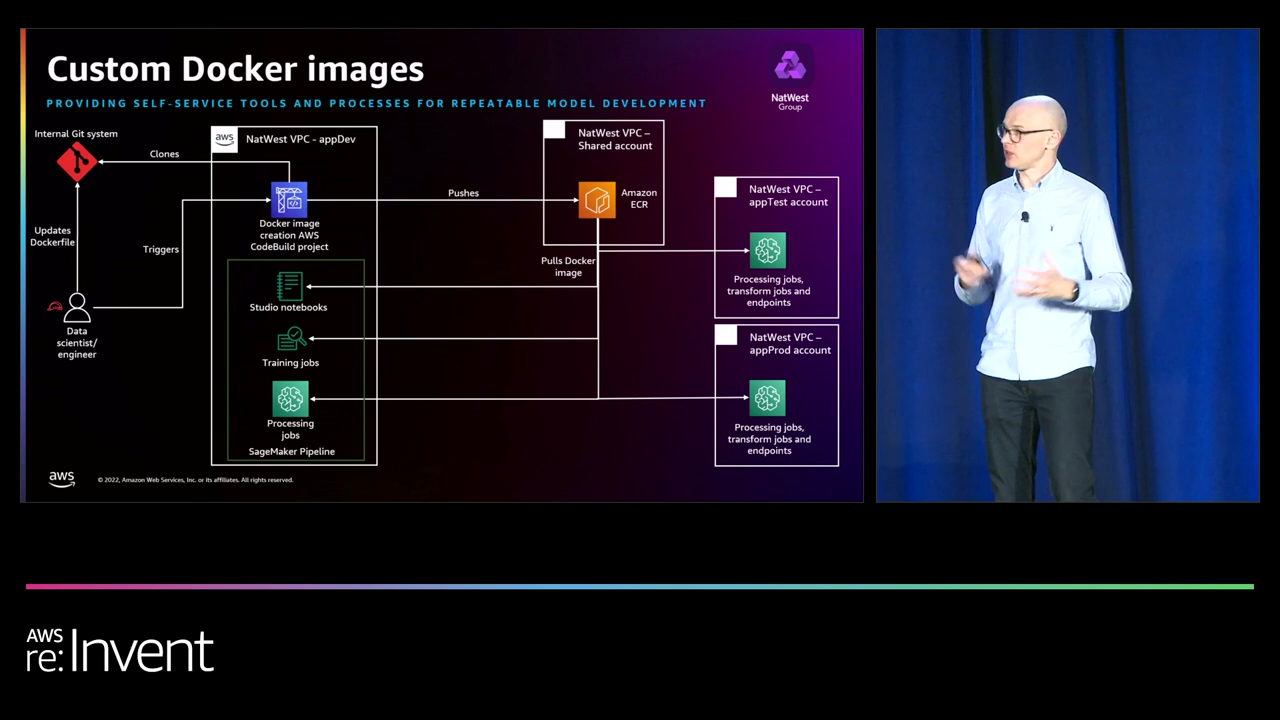 Custom Docker images
PROVIDING SELF-SERVICE TOOLS AND PROCESSES FOR REPEATABLE MODEL DEVELOPMENT
NatWest
Group
Internal Git system
Clones
Updates
Dockerfile
Triggers
Data
scientist/
engineer
aws
NatWest VPC - appDev
Docker image
creation AWS
CodeBuild project
Studio notebooks
Training jobs
Processing
jobs
SageMaker Pipeline
Pushes
NatWest VPC –
Shared account
Amazon
ECR
Pulls Docker
image
NatWest VPC –
appTest account
Processing jobs,
transform jobs and
endpoints
NatWest VPC –
appProd account
Processing jobs,
transform jobs and
endpoints
aws
© 2022, Amazon Web Services, Inc. or its affiliates. All rights reserved.
AWS
re:Invent